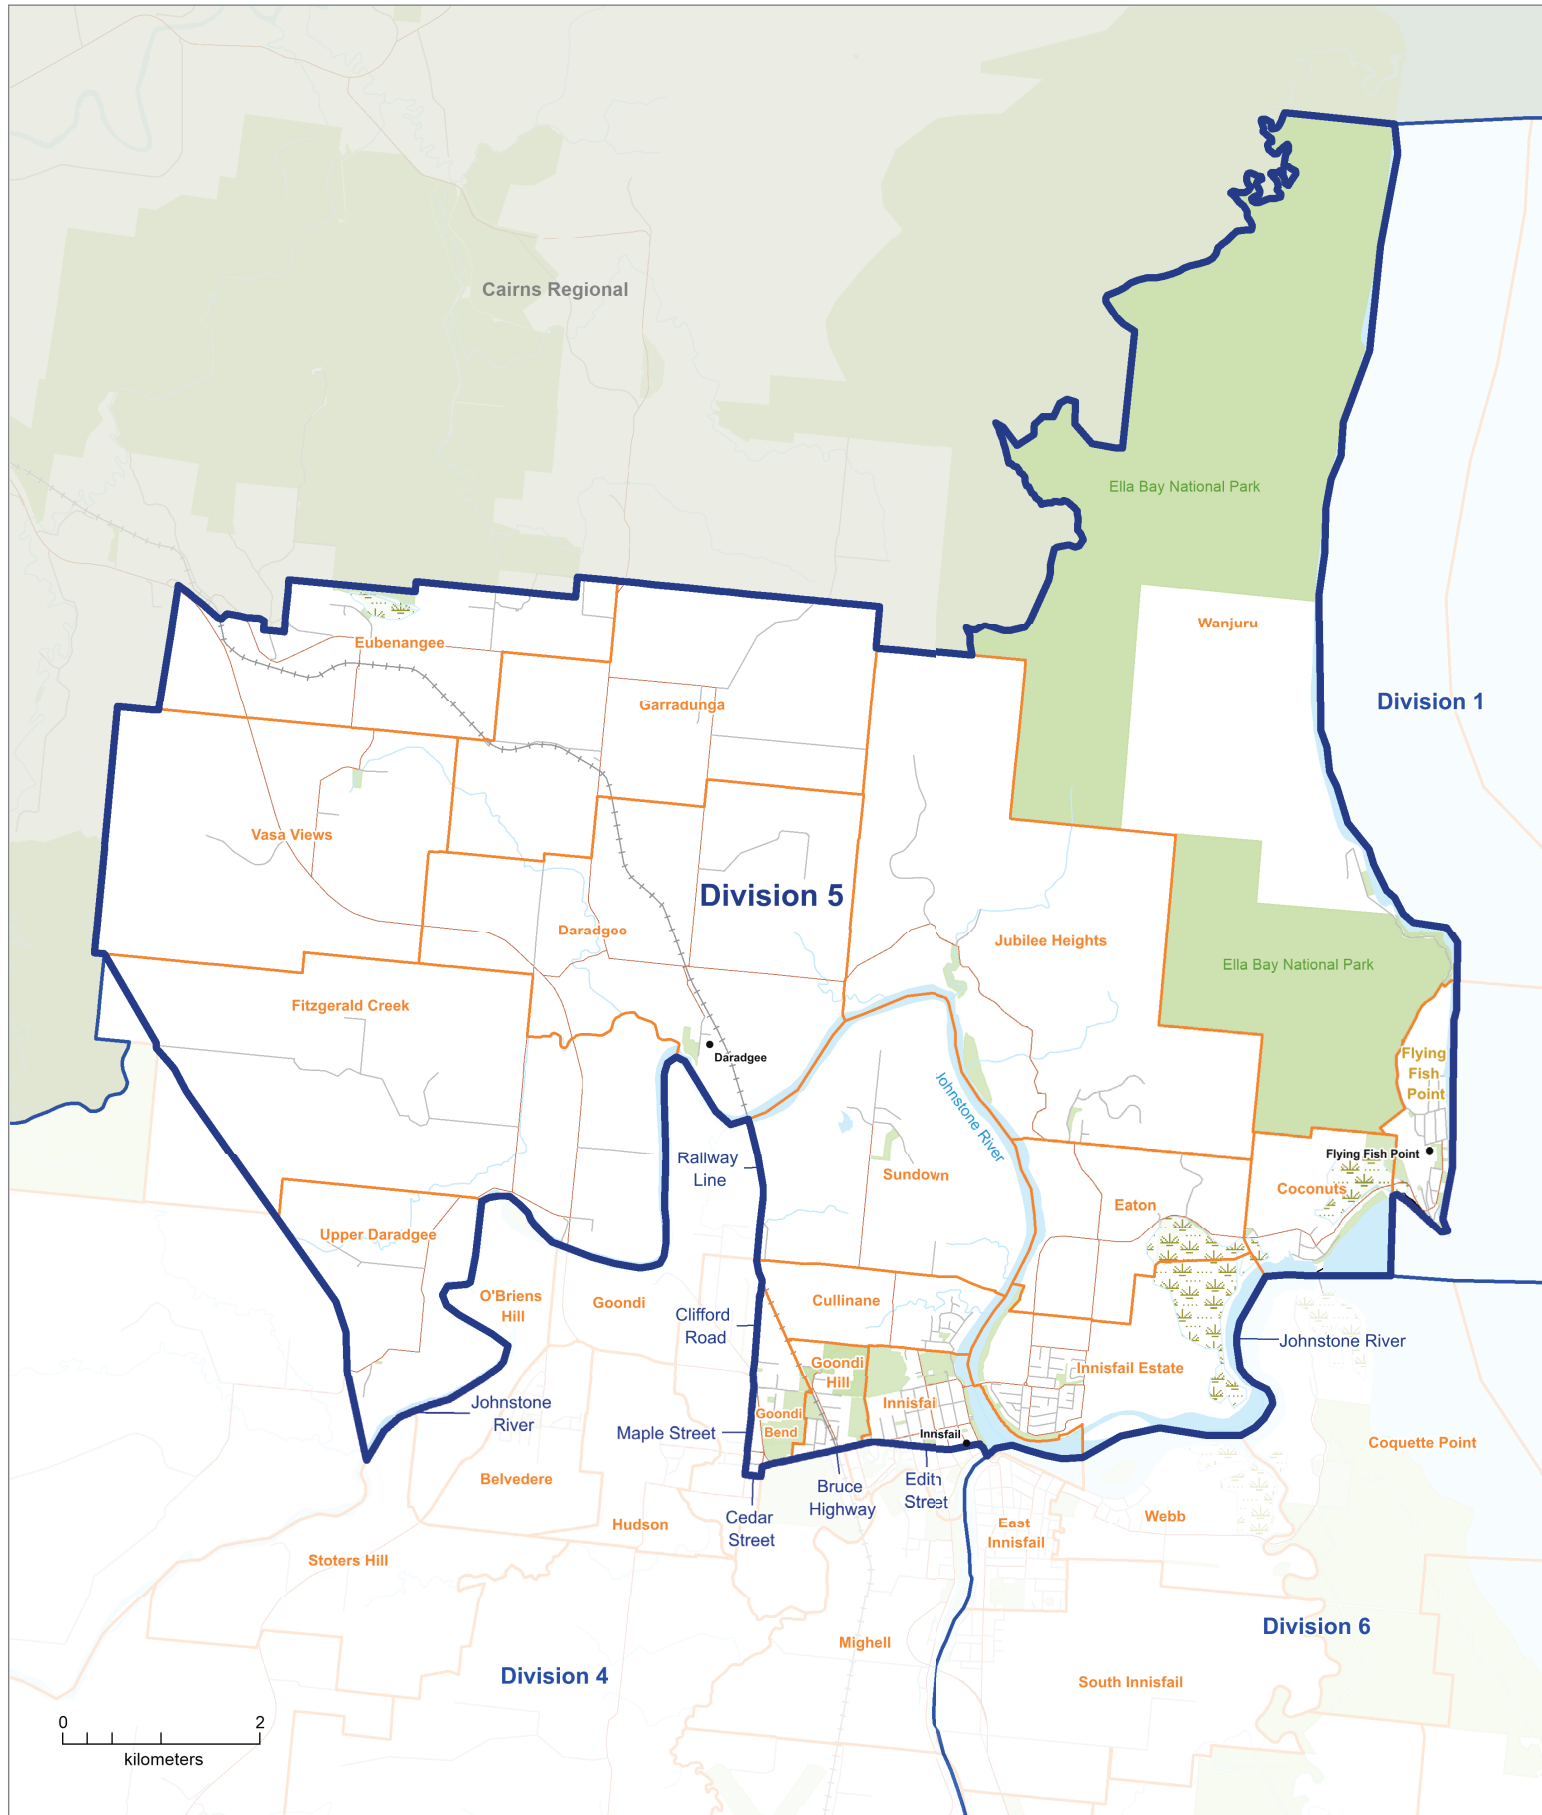 Cairns Regional
Ella Bay National Park
Wanjuru
Eubenangee
Division 1
Garradunga
Vasa Views
Division 5
Daradgee
Jubilee Heights
Ella Bay National Park
Fitzgerald Creek
Daradgee
Flying
Fish
Point
Johnstone River
Flying Fish Point
Railway
Line
Sundown
Coconuts
Eaton
Upper Daradgee
O'Briens
Hill
Goondi
Cullinane
Clifford
Road
Johnstone River
Goondi
Hill
Innisfail Estate
Johnstone
River
Innisfail
Goondi
Bend
Maple Street
Innsfail
Coquette Point
Belvedere
Bruce
Highway
Edith
Street
Cedar
Street
Hudson
East
Innisfail
Webb
Stoters Hill
Division 6
Mighell
Division 4
South Innisfail
0 2
kilometers